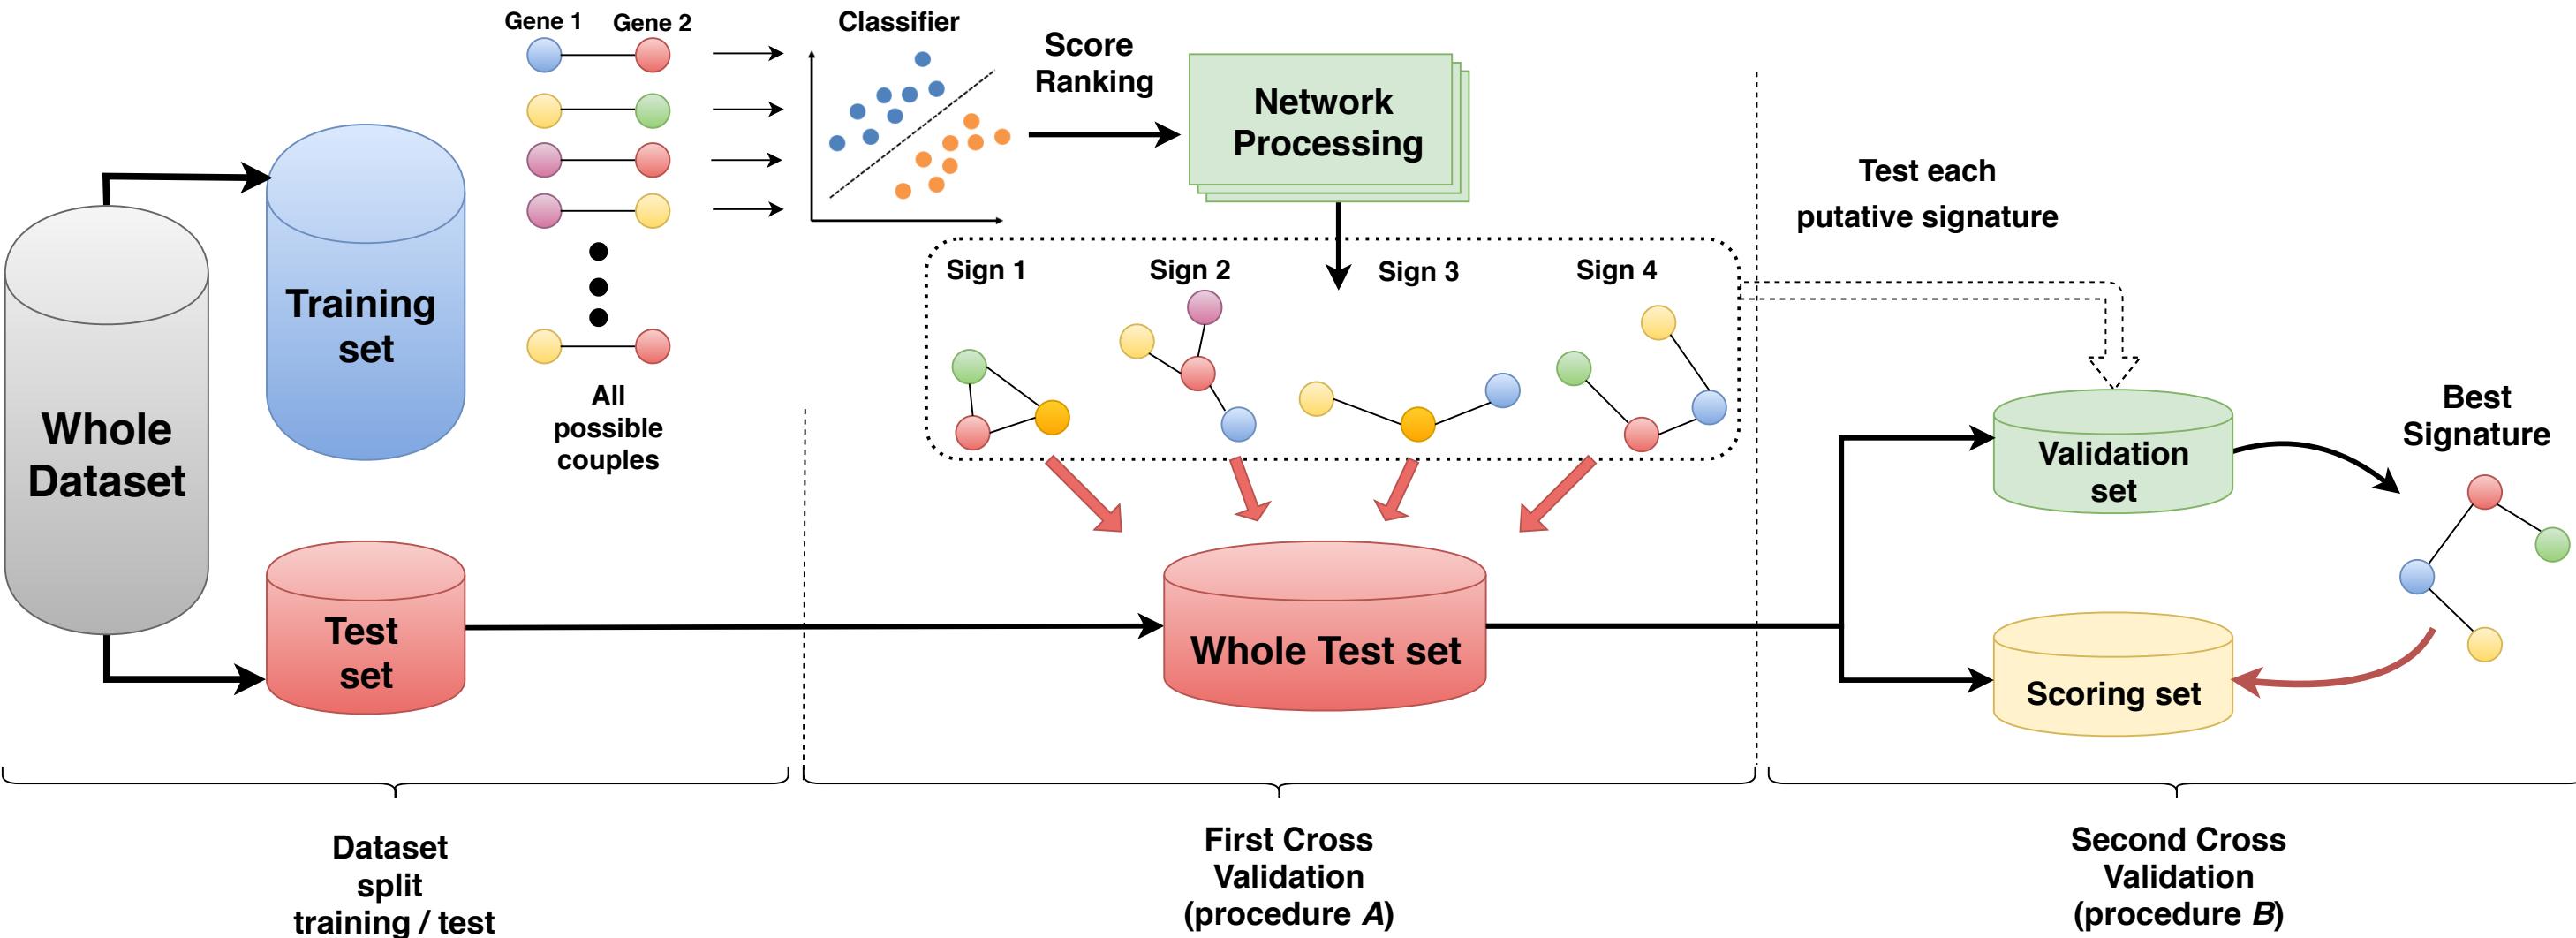 Gene 1
Gene 2
Classifier
Score
Ranking
Network
Processing
Test each
putative signature
Sign 1
Sign 2
Sign 3
Sign 4
Training
set
Whole
Dataset
All
possible
couples
Validation
set
Best
Signature
Test
set
Whole Test set
Scoring set
Dataset
split
training / test
First Cross
Validation
(procedure A)
Second Cross
Validation
(procedure B)